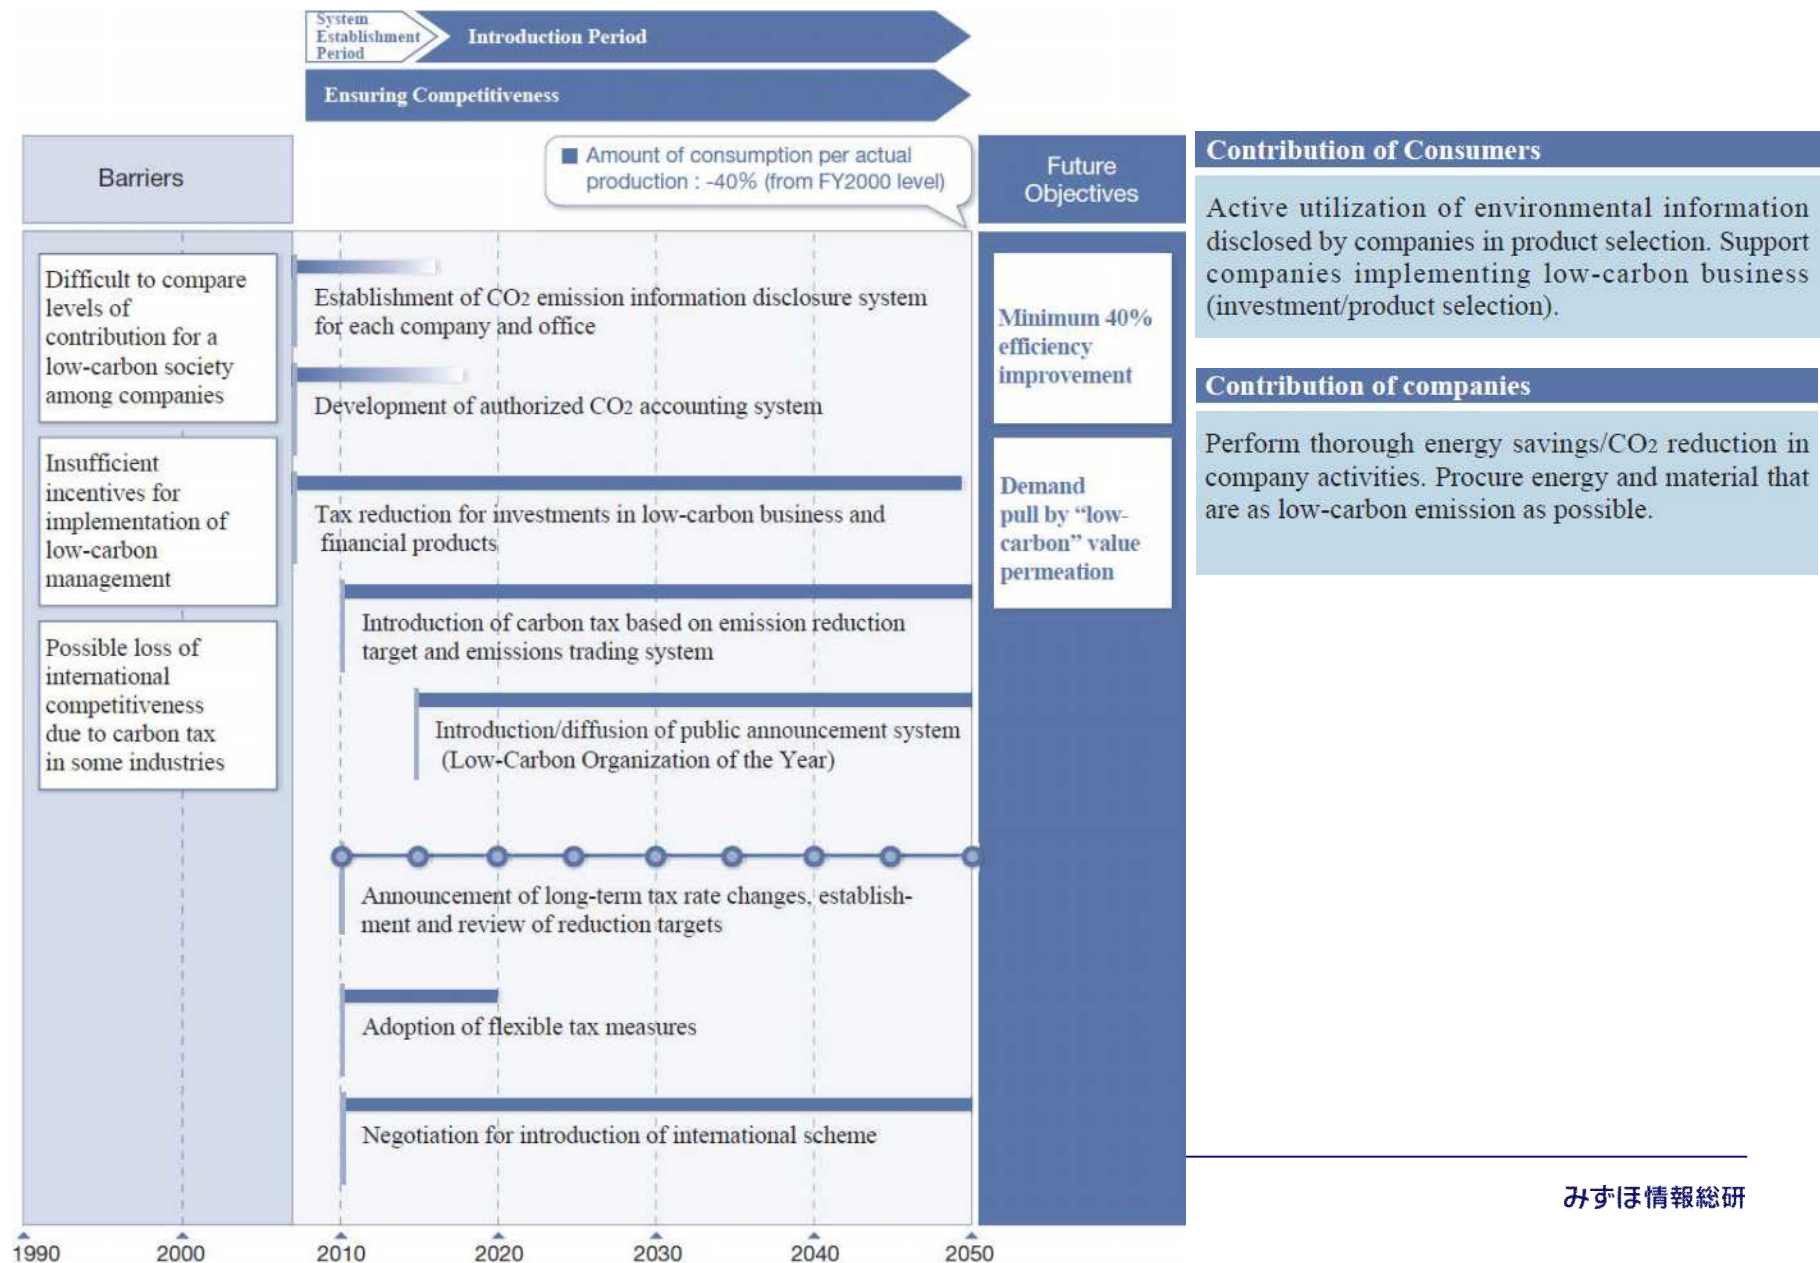 System
Establishment
Period
Introduction Period
Ensuring Competitiveness
Barriers
Amount of consumption per actual
production : -40% (from FY2000 level)
Future
Objectives
Difficult to compare
levels of
contribution for a
low-carbon society
among companies
Insufficient
incentives for
implementation of
low-carbon
management
Possible loss of
international
competitiveness
due to carbon tax
in some industries
Establishment of CO2 emission information disclosure system
for each company and office
Development of authorized CO2 accounting system
Tax reduction for investments in low-carbon business and
financial products
Introduction of carbon tax based on emission reduction
target and emissions trading system
Introduction/diffusion of public announcement system
(Low-Carbon Organization of the Year)
Announcement of long-term tax rate changes, establish-
ment and review of reduction targets
Adoption of flexible tax measures
Negotiation for introduction of international scheme
Minimum 40%
efficiency
improvement
Demand
pull by “low-
carbon” value
permeation
1990
2000
2010
2020
2030
2040
2050
Contribution of Consumers
Active utilization of environmental information
disclosed by companies in product selection. Support
companies implementing low-carbon business
(investment/product selection).
Contribution of companies
Perform thorough energy savings/CO2 reduction in
company activities. Procure energy and material that
are as low-carbon emission as possible.
みずほ情報総研